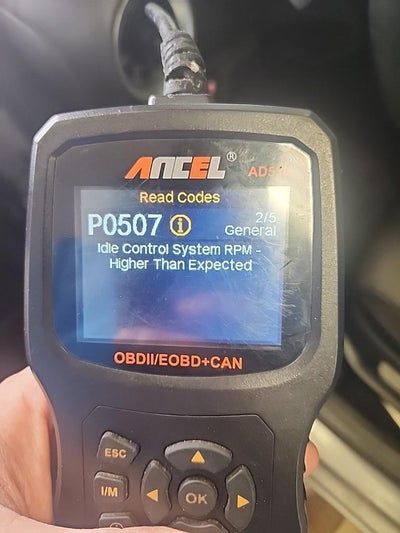 ANCEL®
Read Codes
P0507 i 2/5
General
Idle Control System RPM -
Higher Than Expected
OBDII/EOBD+CAN
ESC
I/M
OK